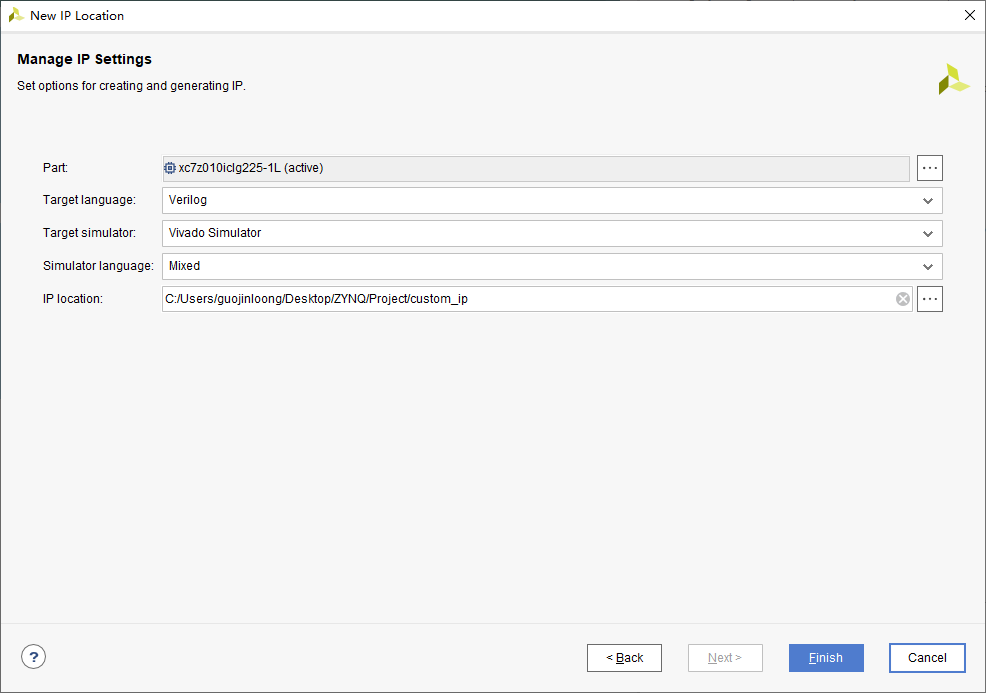 New IP Location
Manage IP Settings
Set options for creating and generating IP.
Part: xc7z010iclg225-1L (active) ...
Target language: Verilog
Target simulator: Vivado Simulator
Simulator language: Mixed
IP location: C:/Users/guojinloong/Desktop/ZYNQ/Project/custom_ip ...
? < Back Next > Finish Cancel